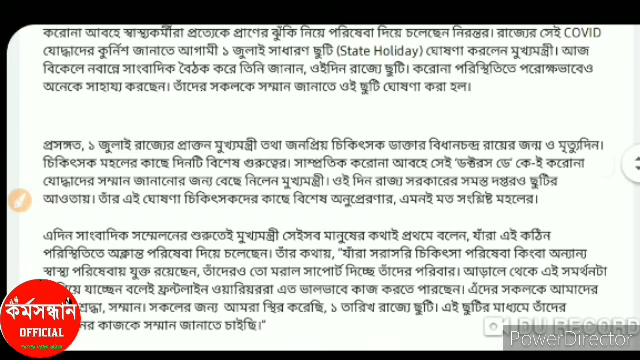 করোনা আবহে স্বাস্থ্যকর্মীরা প্রত্যেকে প্রাণের ঝুঁকি নিয়ে পরিষেবা দিয়ে চলেছেন নিরন্তর। রাজ্যের সেই COVID
যোদ্ধাদের কুর্নিশ জানাতে আগামী ১ জুলাই সাধারণ ছুটি (State Holiday) ঘোষণা করলেন মুখ্যমন্ত্রী। আজ
বিকেলে নবান্নে সাংবাদিক বৈঠক করে তিনি জানান, ওইদিন রাজ্যে ছুটি। করোনা পরিস্থিতিতে পরোক্ষভাবেও
অনেকে সাহায্য করছেন। তাঁদের সকলকে সম্মান জানাতে ওই ছুটি ঘোষণা করা হল।
প্রসঙ্গত, ১ জুলাই রাজ্যের প্রাক্তন মুখ্যমন্ত্রী তথা জনপ্রিয় চিকিৎসক ডাক্তার বিধানচন্দ্র রায়ের জন্ম ও মৃত্যুদিন।
চিকিৎসক মহলের কাছে দিনটি বিশেষ গুরুত্বের। সাম্প্রতিক করোনা আবহে সেই 'ডক্টরস ডে' কে-ই করোনা
যোদ্ধাদের সম্মান জানানোর জন্য বেছে নিলেন মুখ্যমন্ত্রী। ওই দিন রাজ্য সরকারের সমস্ত দপ্তরও ছুটির
আওতায়। তাঁর এই ঘোষণা চিকিৎসকদের কাছে বিশেষ অনুপ্রেরণার, এমনই মত সংশ্লিষ্ট মহলের।
এদিন সাংবাদিক সম্মেলনের শুরুতেই মুখ্যমন্ত্রী সেইসব মানুষের কথাই প্রথমে বলেন, যাঁরা এই কঠিন
পরিস্থিতিতে অক্লান্ত পরিষেবা দিয়ে চলেছেন। তাঁর কথায়, "যাঁরা সরাসরি চিকিৎসা পরিষেবা কিংবা অন্যান্য
স্বাস্থ্য পরিষেবায় যুক্ত রয়েছেন, তাঁদেরও তো মরাল সাপোর্ট দিচ্ছে তাঁদের পরিবার। আড়ালে থেকে এই সমর্থনটা
যাচ্ছেন বলেই ফ্রন্টলাইন ওয়ারিয়ররা এত ভালভাবে কাজ করতে পারছেন। এঁদের সকলকে আমাদের
শ্রদ্ধা, সম্মান। সকলের জন্য আমরা স্থির করেছি, ১ তারিখ রাজ্যে ছুটি। এই ছুটির মাধ্যমে তাঁদের
কাজকে সম্মান জানাতে চাইছি।"
কর্মসন্ধান
OFFICIAL
DU RECORD
PowerDirector